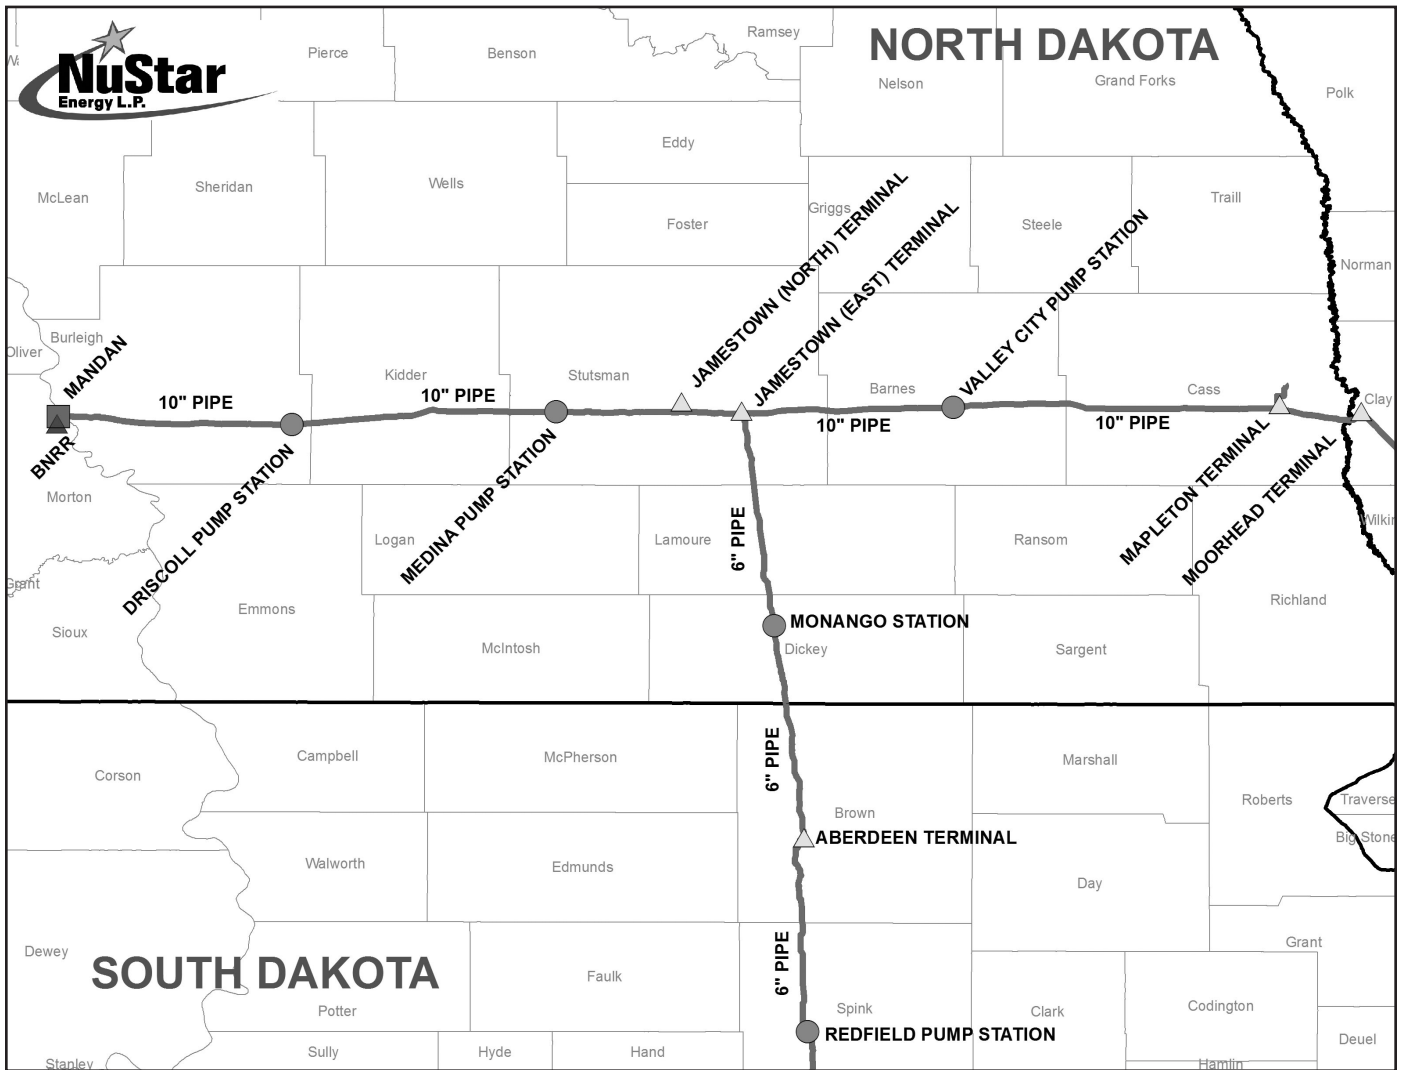 Pierce
Benson
Ramsey
NORTH DAKOTA
Nelson
Grand Forks
Polk
NuStar
Energy L.P.
Eddy
McLean
Sheridan
Wells
Foster
Griggs
Steele
Traill
Norman
JAMESTOWN (NORTH) TERMINAL
JAMESTOWN (EAST) TERMINAL
VALLEY CITY PUMP STATION
Burleigh
Oliver
MANDAN
Kidder
Stutsman
Barnes
Cass
Clay
10" PIPE
10" PIPE
10" PIPE
10" PIPE
BNRR
Morton
DRISCOLL PUMP STATION
MEDINA PUMP STATION
MAPLETON TERMINAL
MOORHEAD TERMINAL
Wilkin
Logan
Lamoure
6" PIPE
Ransom
Grant
Emmons
Richland
Sioux
McIntosh
MONANGO STATION
Dickey
Sargent
Campbell
McPherson
6" PIPE
Marshall
Corson
Roberts
Traverse
Brown
Big Stone
ABERDEEN TERMINAL
Walworth
Edmunds
Day
Dewey
SOUTH DAKOTA
Faulk
6" PIPE
Grant
Potter
Spink
Clark
Codington
REDFIELD PUMP STATION
Deuel
Sully
Hyde
Hand
Stanley
Hamlin